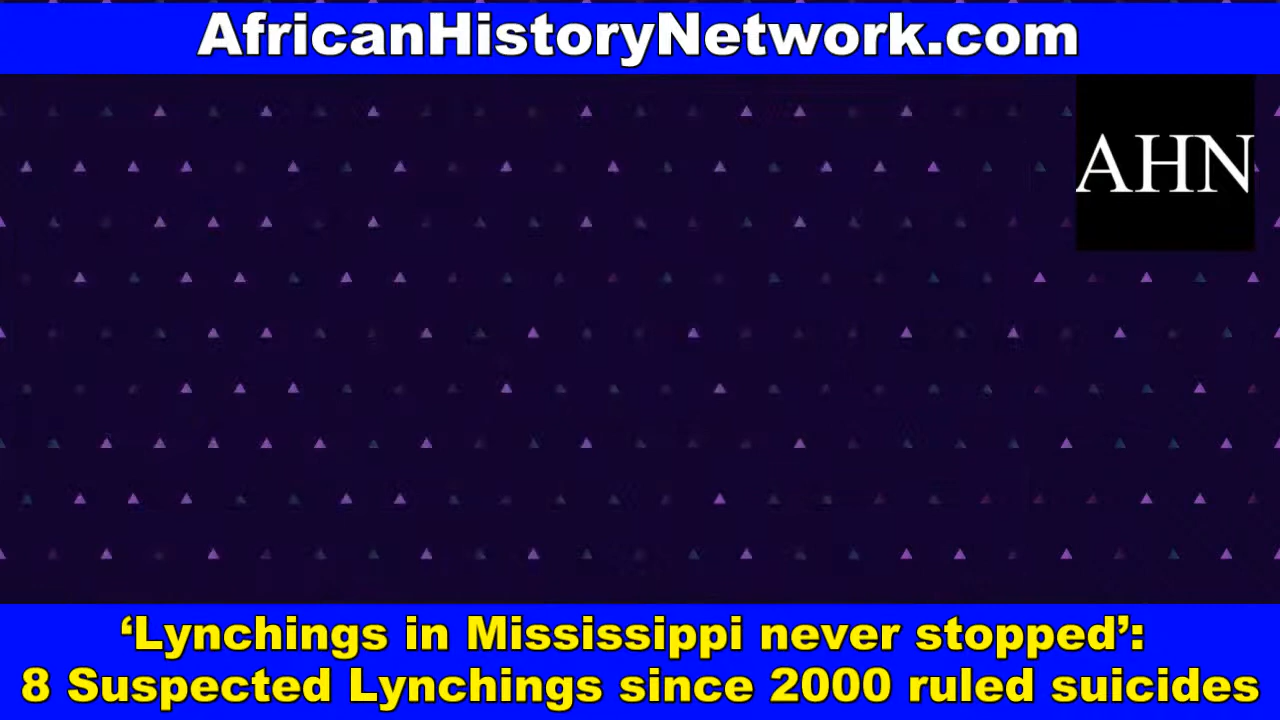 AfricanHistoryNetwork.com
AHN
‘Lynchings in Mississippi never stopped’:
8 Suspected Lynchings since 2000 ruled suicides